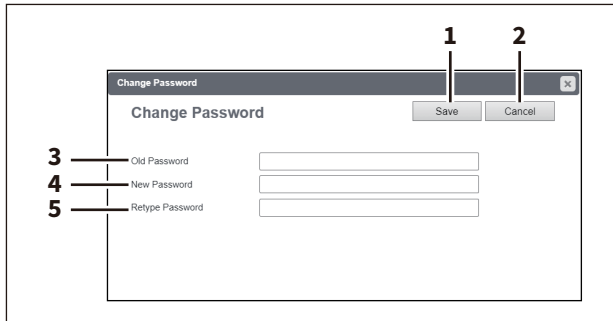 1 2
Change Password
Change Password Save Cancel
3 Old Password
4 New Password
5 Retype Password